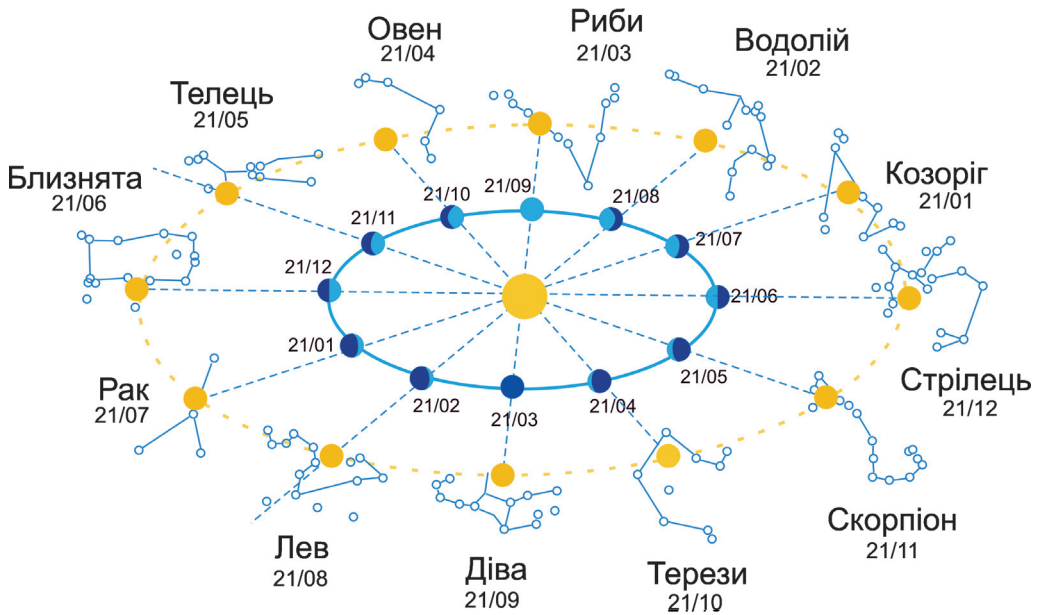 Овен
21/04
Риби
21/03
Водолій
21/02
Телець
21/05
Близнята
21/06
Козоріг
21/01
21/10
21/09
21/08
21/11
21/07
21/12
21/06
21/01
21/05
21/02
21/03
21/04
Рак
21/07
Стрілець
21/12
Лев
21/08
Діва
21/09
Терези
21/10
Скорпіон
21/11